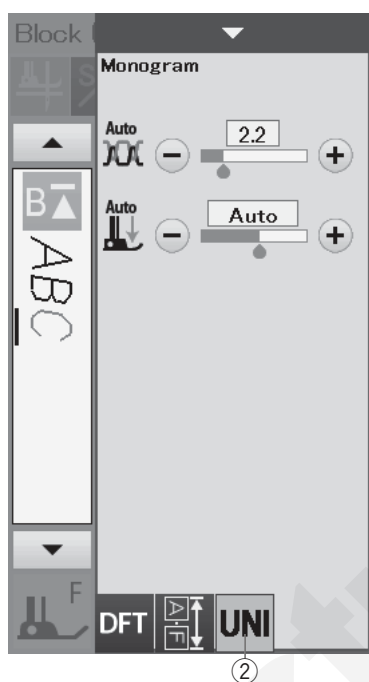 Block
Monogram
S
Auto
2.2
Auto
Auto
B
ABC
F
DFT
A·F
UNI
②